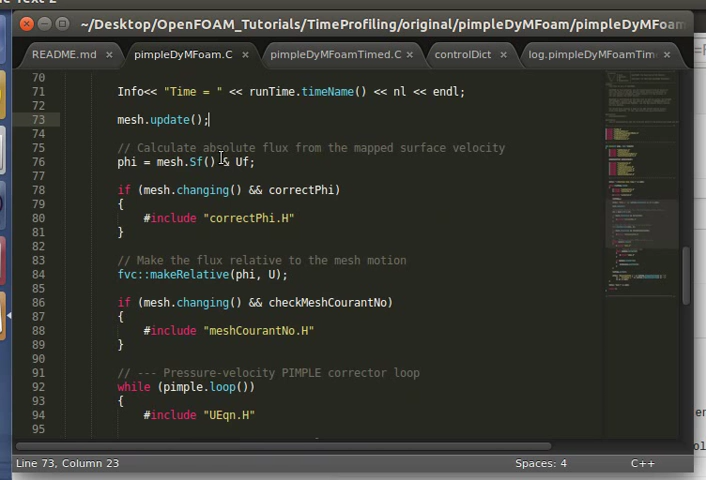 ~/Desktop/OpenFOAM_Tutorials/TimeProfiling/original/pimpleDyMFoam/pimpleDyMFoam
README.md × pimpleDyMFoam.C × pimpleDyMFoamTimed.C × controlDict × log.pimpleDyMFoamTim ×
70
71 Info<< "Time = " << runTime.timeName() << nl << endl;
72
73 mesh.update();
74
75 // Calculate absolute flux from the mapped surface velocity
76 phi = mesh.Sf() & Uf;
77
78 if (mesh.changing() && correctPhi)
79 {
80 #include "correctPhi.H"
81 }
82
83 // Make the flux relative to the mesh motion
84 fvc::makeRelative(phi, U);
85
86 if (mesh.changing() && checkMeshCourantNo)
87 {
88 #include "meshCourantNo.H"
89 }
90
91 // --- Pressure-velocity PIMPLE corrector loop
92 while (pimple.loop())
93 {
94 #include "UEqn.H"
95
Line 73, Column 23 Spaces: 4 C++